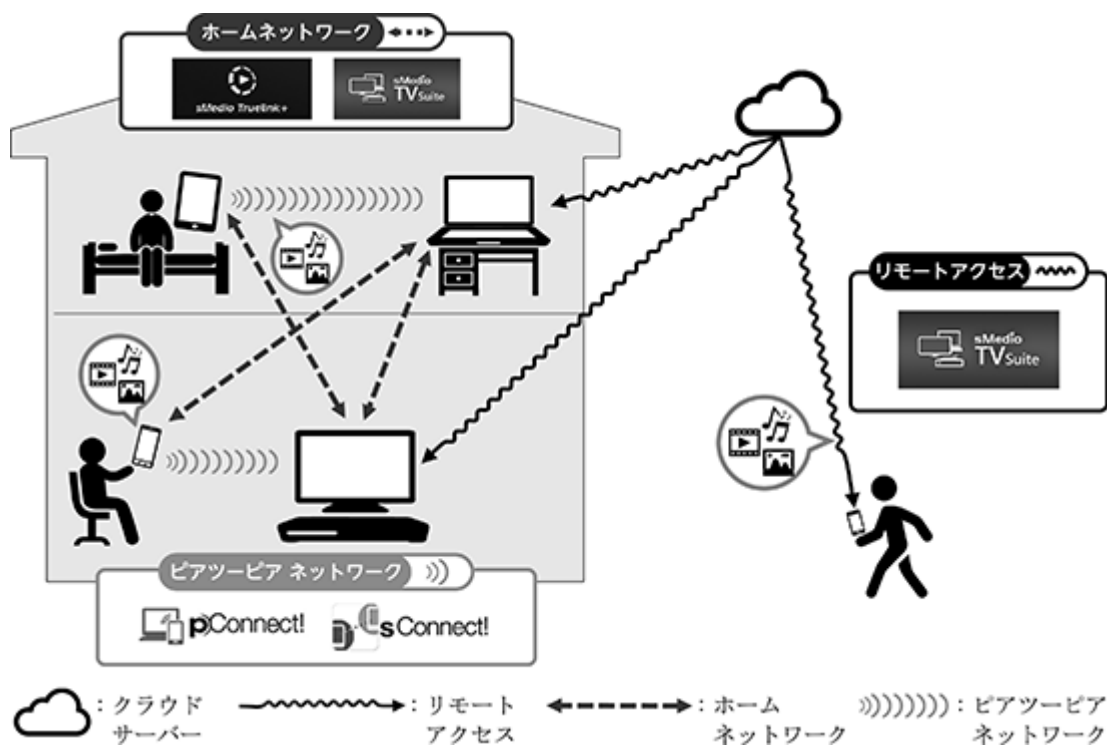 ホームネットワーク
sMedio Truelink+
sMedio
TV Suite
リモートアクセス
sMedio
TV Suite
ピアツーピア ネットワーク
pConnect!
sConnect!
：クラウド
サーバー
：リモート
アクセス
：ホーム
ネットワーク
：ピアツーピア
ネットワーク